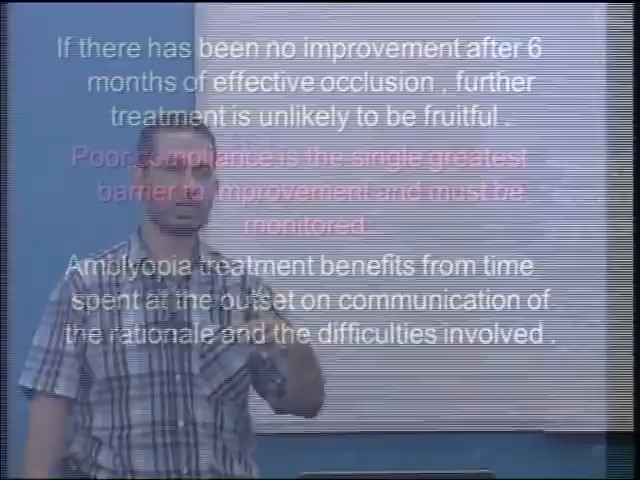 If there has been no improvement after 6
months of effective occlusion , further
treatment is unlikely to be fruitful .
Poor compliance is the single greatest
barrier to improvement and must be
monitored
Amplyopia treatment benefits from time
spent at the outset on communication of
the rationale and the difficulties involved .